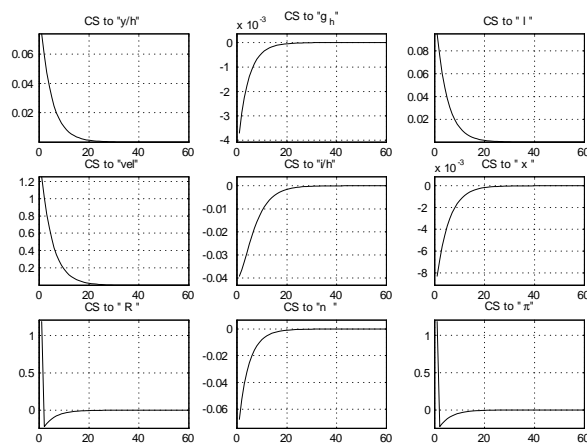 CS to "y/h"
0.06
0.04
0.02
0 20 40 60
CS to "g h"
x 10 -3
0
-1
-2
-3
-4
0 20 40 60
CS to " l "
0.08
0.06
0.04
0.02
0 20 40 60
CS to "vel"
1.2
1
0.8
0.6
0.4
0.2
0 20 40 60
CS to "i/h"
0
-0.01
-0.02
-0.03
-0.04
0 20 40 60
CS to " x "
x 10 -3
0
-2
-4
-6
-8
0 20 40 60
CS to " R "
1
0.5
0
0 20 40 60
CS to "n "
0
-0.02
-0.04
-0.06
0 20 40 60
CS to " π"
1
0.5
0
0 20 40 60